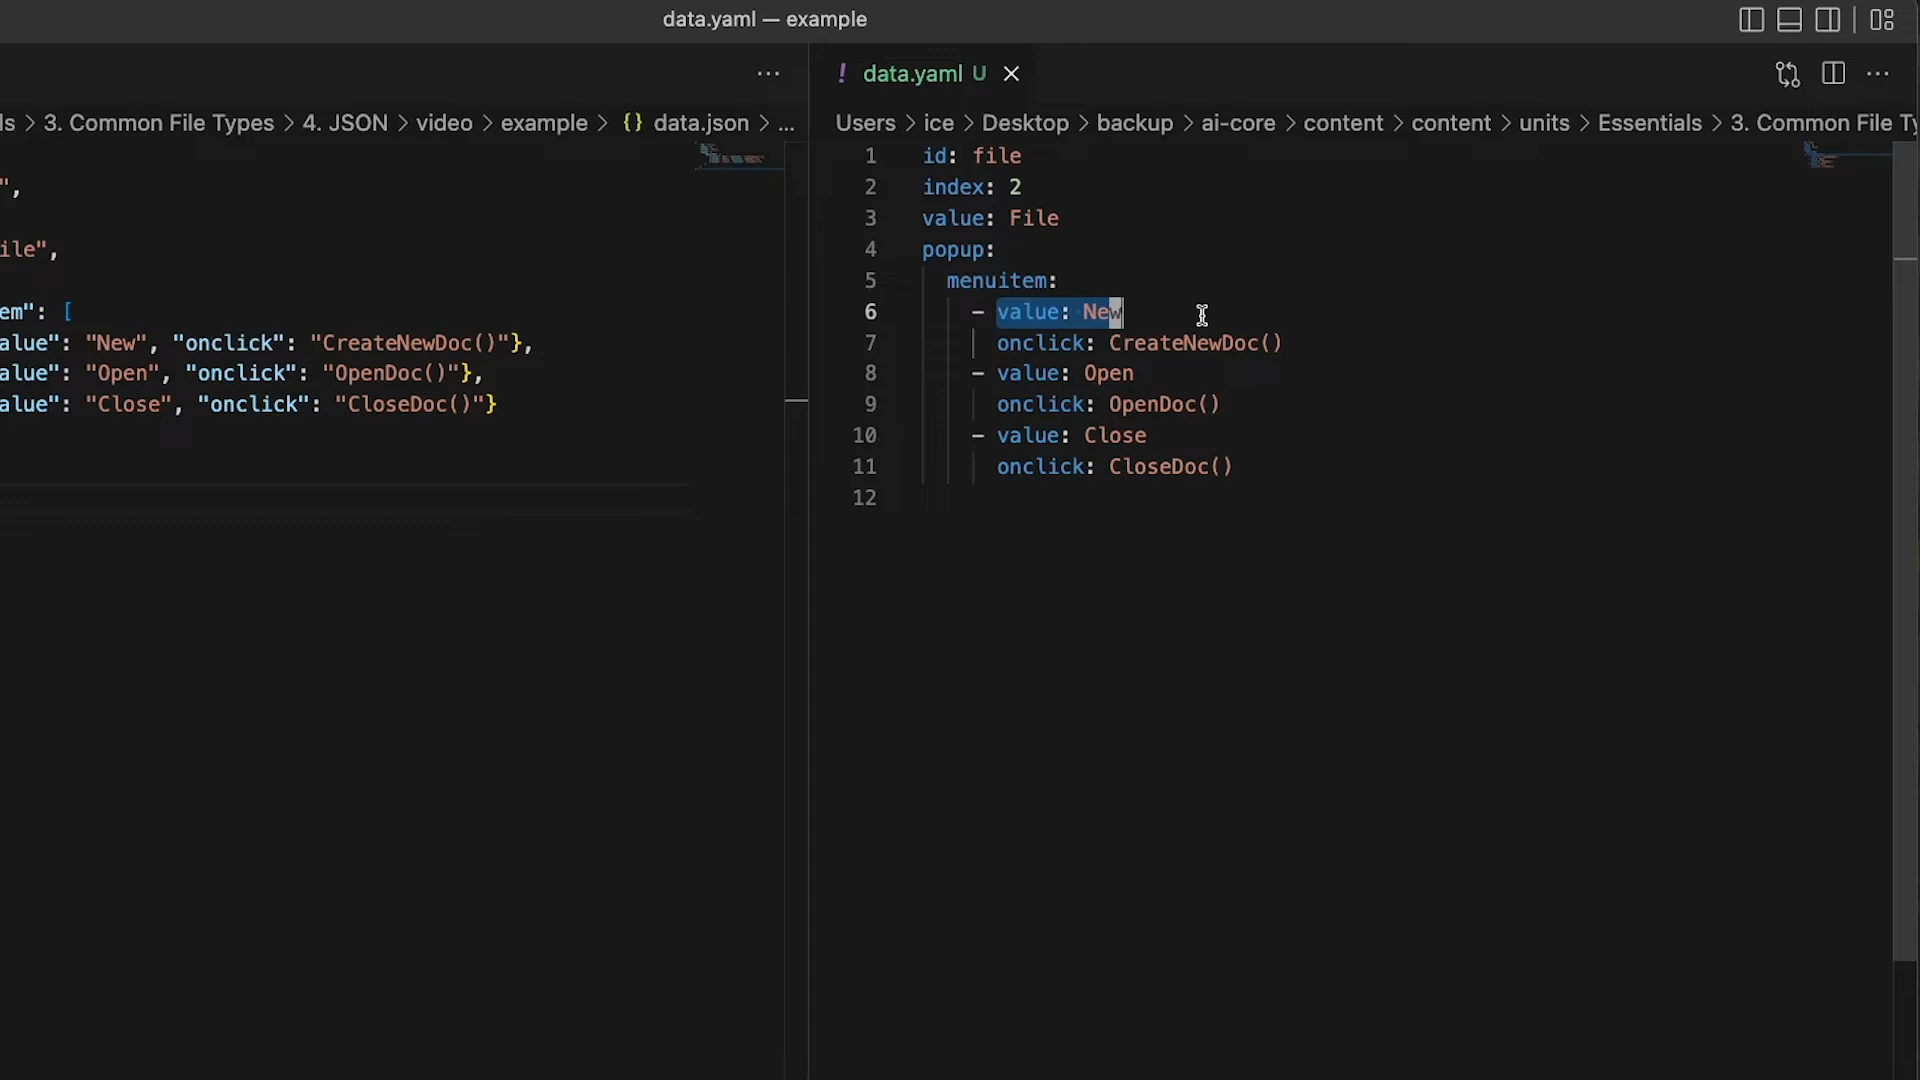 data.yaml — example
data.yaml U
ls > 3. Common File Types > 4. JSON > video > example > {} data.json > ...
",
ile",
em": [
alue": "New", "onclick": "CreateNewDoc()"},
alue": "Open", "onclick": "OpenDoc()"},
alue": "Close", "onclick": "CloseDoc()"}
Users > ice > Desktop > backup > ai-core > content > content > units > Essentials > 3. Common File Ty
1 id: file
2 index: 2
3 value: File
4 popup:
5 menuitem:
6 - value: New
7 onclick: CreateNewDoc()
8 - value: Open
9 onclick: OpenDoc()
10 - value: Close
11 onclick: CloseDoc()
12